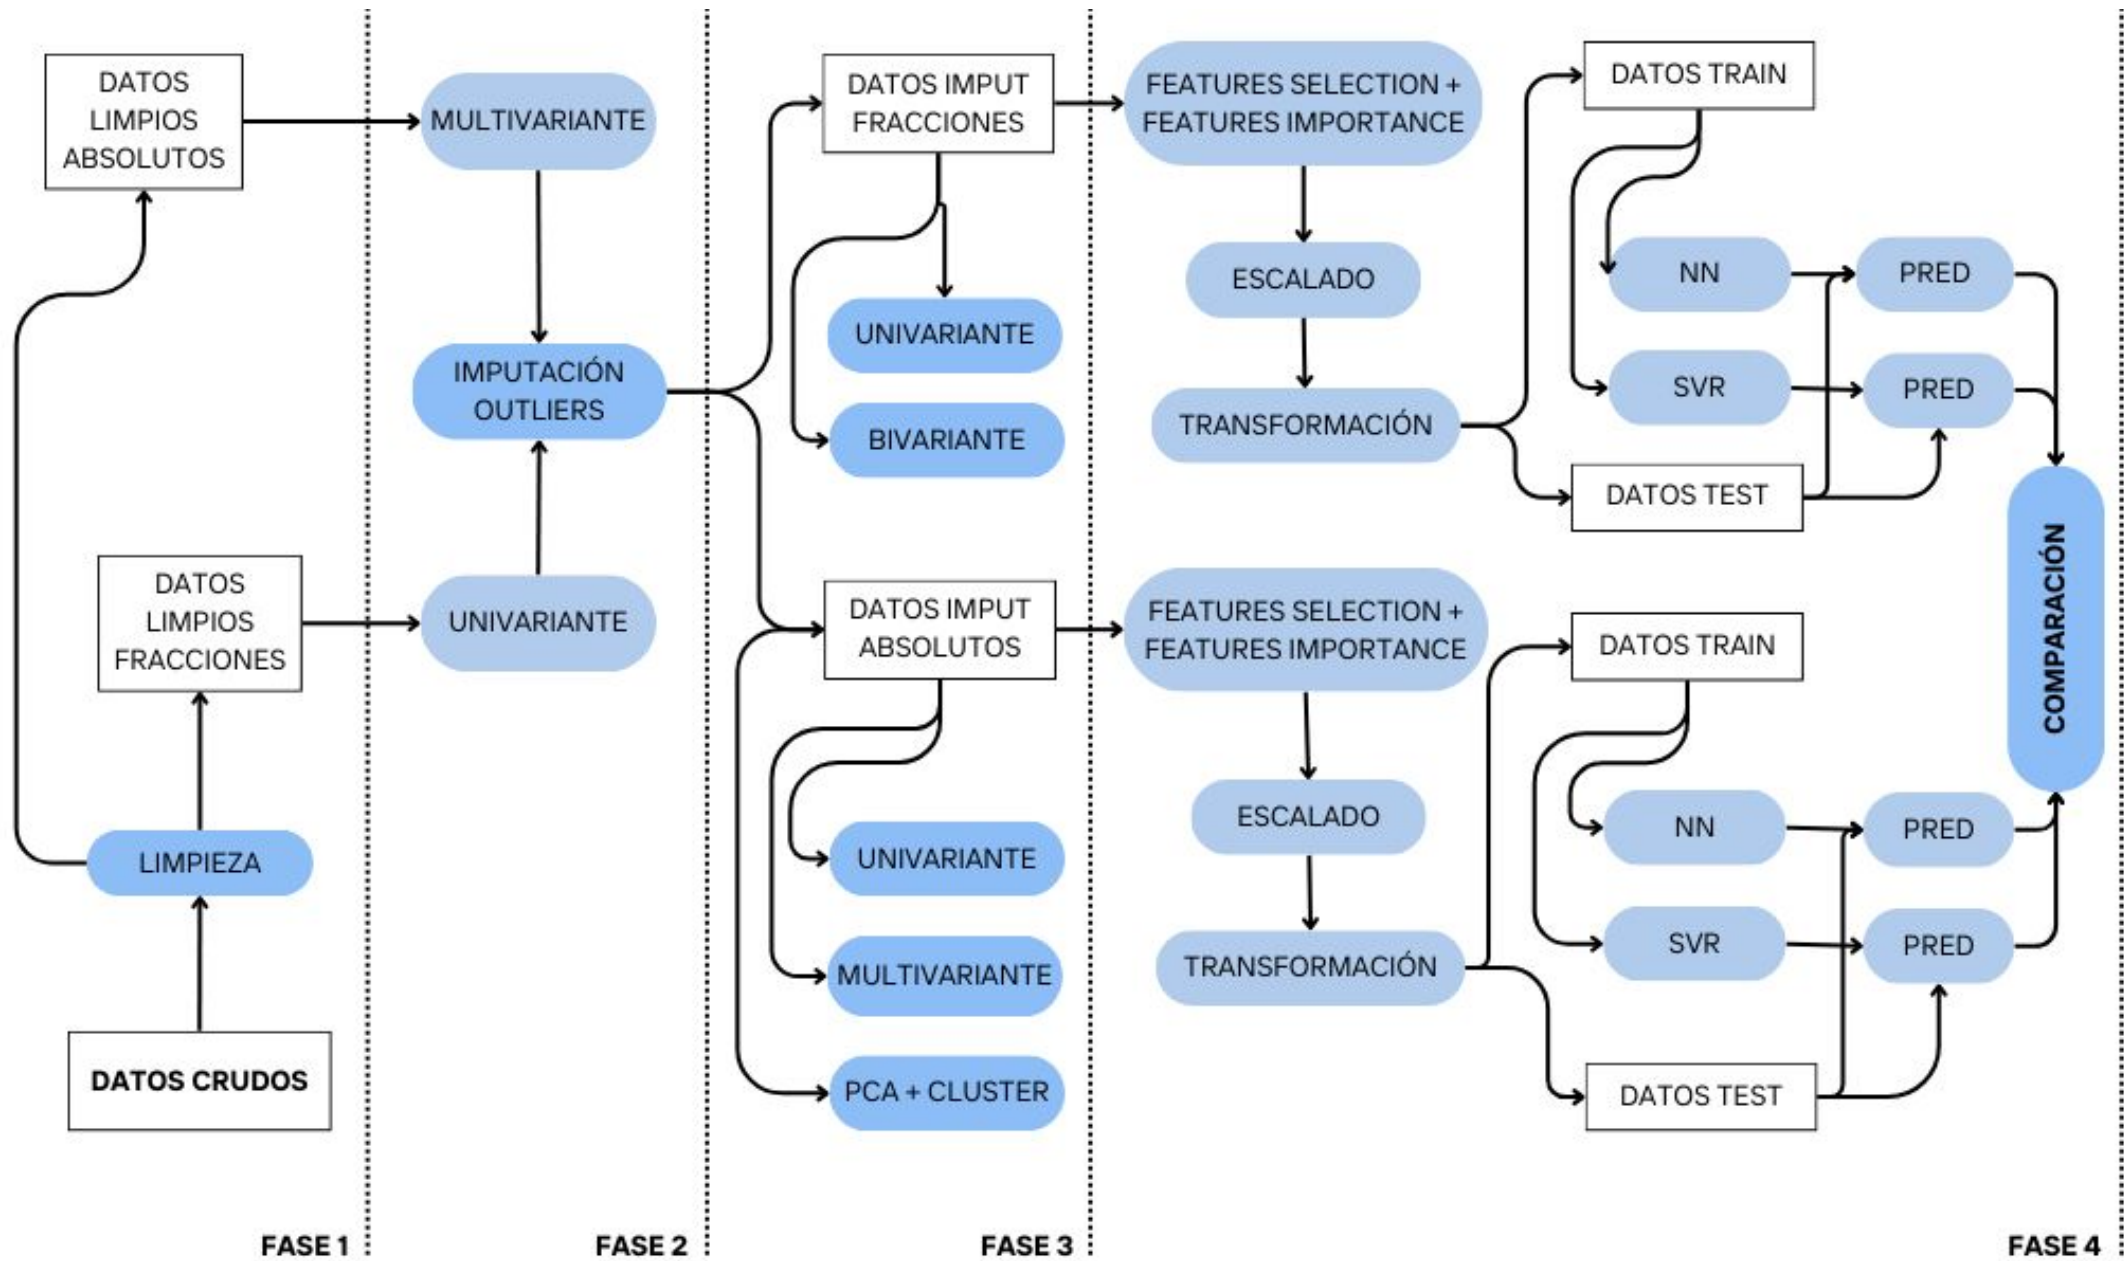 DATOS
LIMPIOS
ABSOLUTOS
DATOS
LIMPIOS
FRACCIONES
LIMPIEZA
DATOS CRUDOS
FASE 1
MULTIVARIANTE
IMPUTACIÓN
OUTLIERS
UNIVARIANTE
FASE 2
DATOS IMPUT
FRACCIONES
UNIVARIANTE
BIVARIANTE
DATOS IMPUT
ABSOLUTOS
UNIVARIANTE
MULTIVARIANTE
PCA + CLUSTER
FASE 3
FEATURES SELECTION +
FEATURES IMPORTANCE
ESCALADO
TRANSFORMACIÓN
DATOS TRAIN
NN
PRED
SVR
PRED
DATOS TEST
FEATURES SELECTION +
FEATURES IMPORTANCE
ESCALADO
TRANSFORMACIÓN
DATOS TRAIN
NN
PRED
SVR
PRED
DATOS TEST
COMPARACIÓN
FASE 4